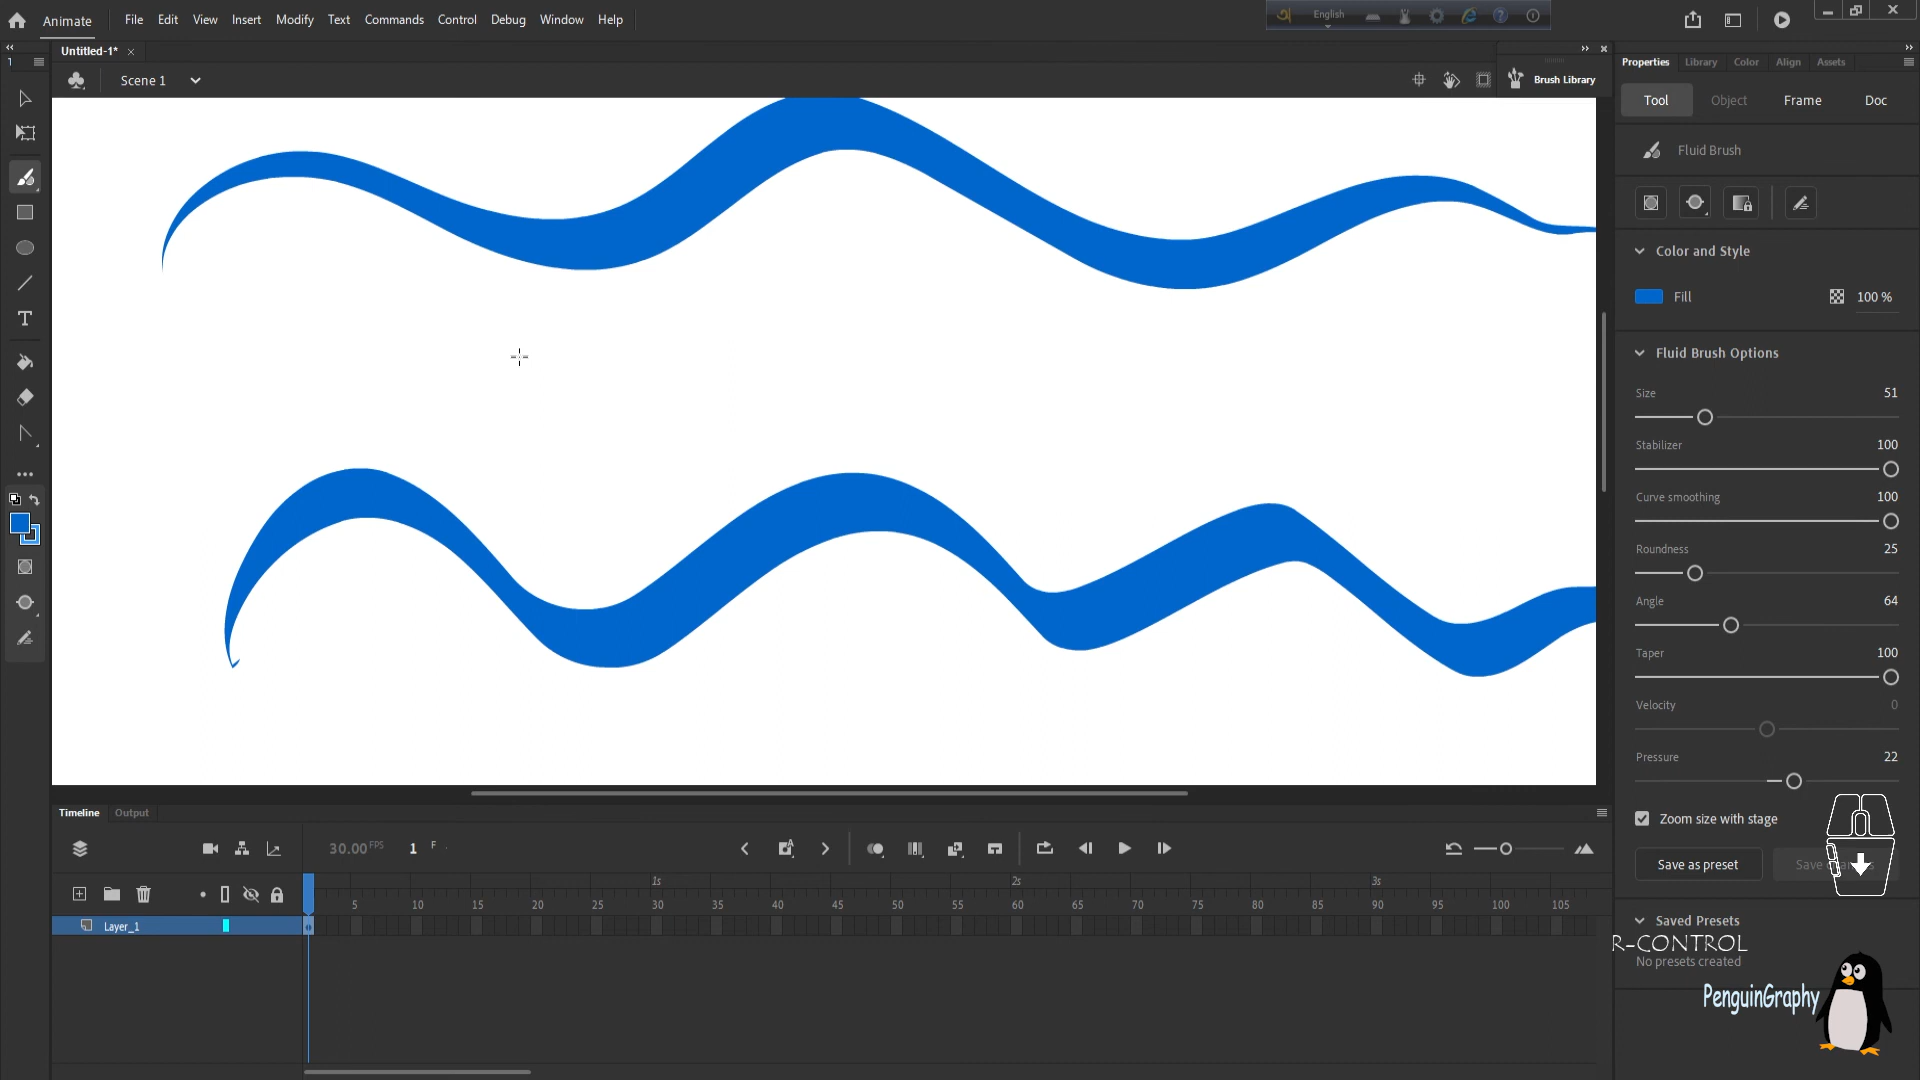 Animate File Edit View Insert Modify Text Commands Control Debug Window Help
English
Untitled-1*
1
Scene 1
Brush Library
Properties Library Color Align Assets
Tool Object Frame Doc
Fluid Brush
Color and Style
Fill 100 %
Fluid Brush Options
Size 51
Stabilizer 100
Curve smoothing 100
Roundness 25
Angle 64
Taper 100
Velocity 0
Pressure 22
Zoom size with stage
Save as preset Save
Saved Presets
R-CONTROL
No presets created
PenguinGraphy
Timeline Output
30.00 FPS 1 F
1s 2s 3s
5 10 15 20 25 30 35 40 45 50 55 60 65 70 75 80 85 90 95 100 105
Layer_1